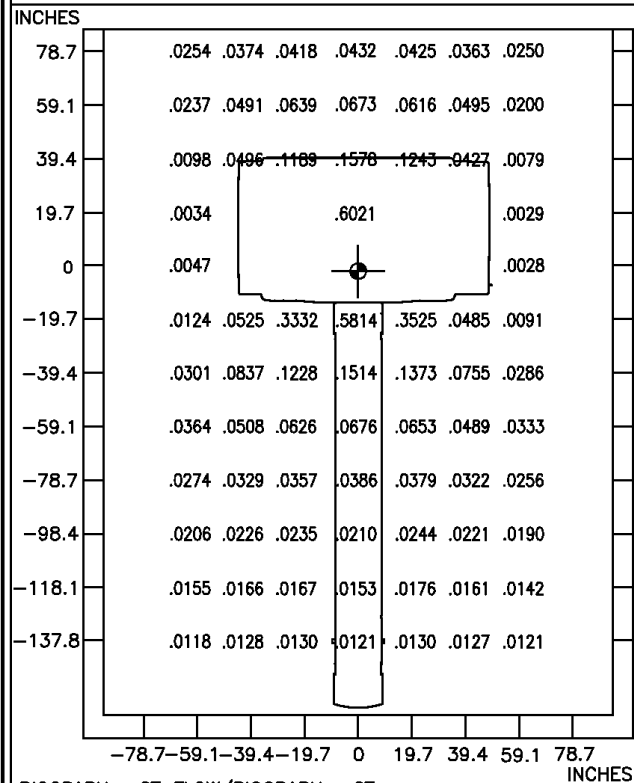 INCHES
78.7 .0254 .0374 .0418 .0432 .0425 .0363 .0250
59.1 .0237 .0491 .0639 .0673 .0616 .0495 .0200
39.4 .0098 .0496 .1189 .1578 .1243 .0427 .0079
19.7 .0034 .6021 .0029
0 .0047 .0028
-19.7 .0124 .0525 .3332 .5814 .3525 .0485 .0091
-39.4 .0301 .0837 .1228 .1514 .1373 .0755 .0286
-59.1 .0364 .0508 .0626 .0676 .0653 .0489 .0333
-78.7 .0274 .0329 .0357 .0386 .0379 .0322 .0256
-98.4 .0206 .0226 .0235 .0210 .0244 .0221 .0190
-118.1 .0155 .0166 .0167 .0153 .0176 .0161 .0142
-137.8 .0118 .0128 .0130 .0121 .0130 .0127 .0121
-78.7 -59.1 -39.4 -19.7 0 19.7 39.4 59.1 78.7
INCHES